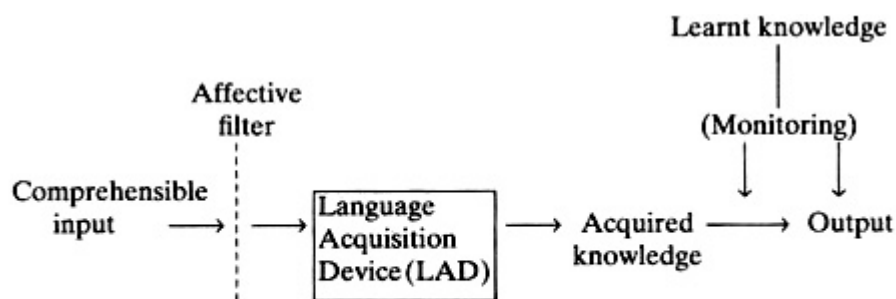 Learnt knowledge
Affective
filter
(Monitoring)
Comprehensible
input
Language
Acquisition
Device (LAD)
Acquired
knowledge
Output